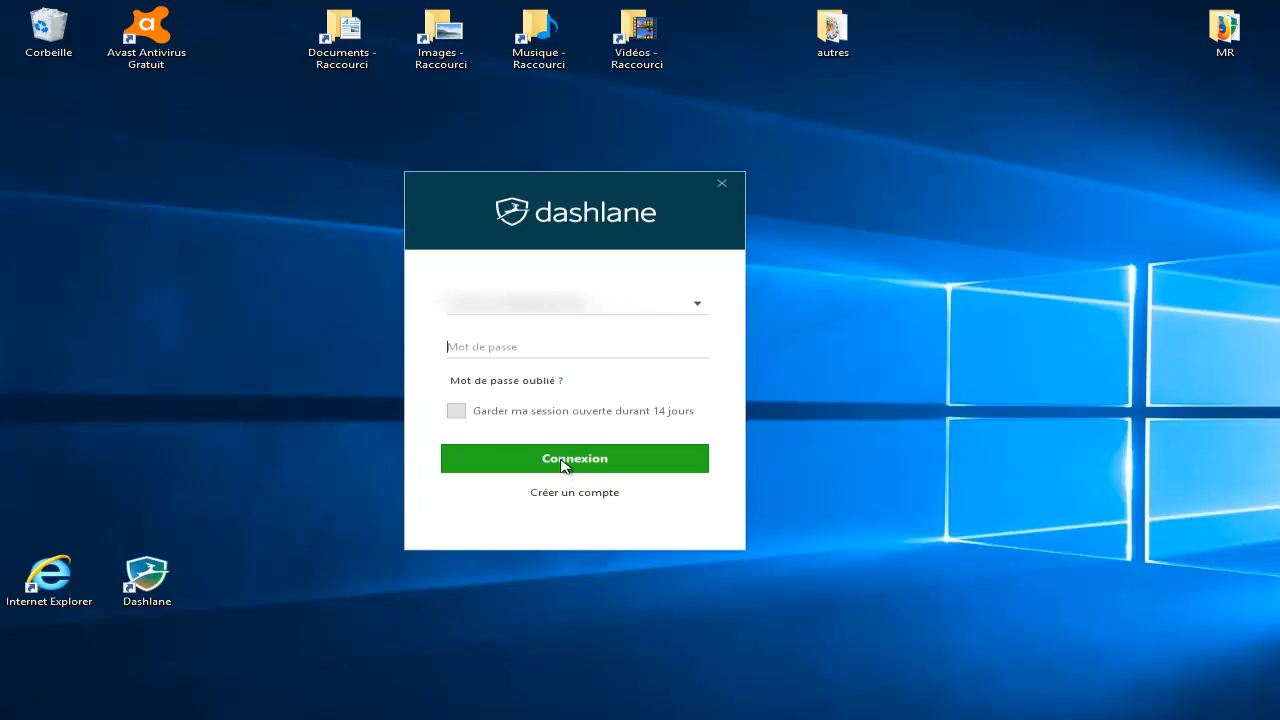 Corbeille
Avast Antivirus
Gratuit
Documents -
Raccourci
Images -
Raccourci
Musique -
Raccourci
Vidéos -
Raccourci
autres
MR
dashlane
Mot de passe
Mot de passe oublié ?
Garder ma session ouverte durant 14 jours
Connexion
Créer un compte
Internet Explorer
Dashlane